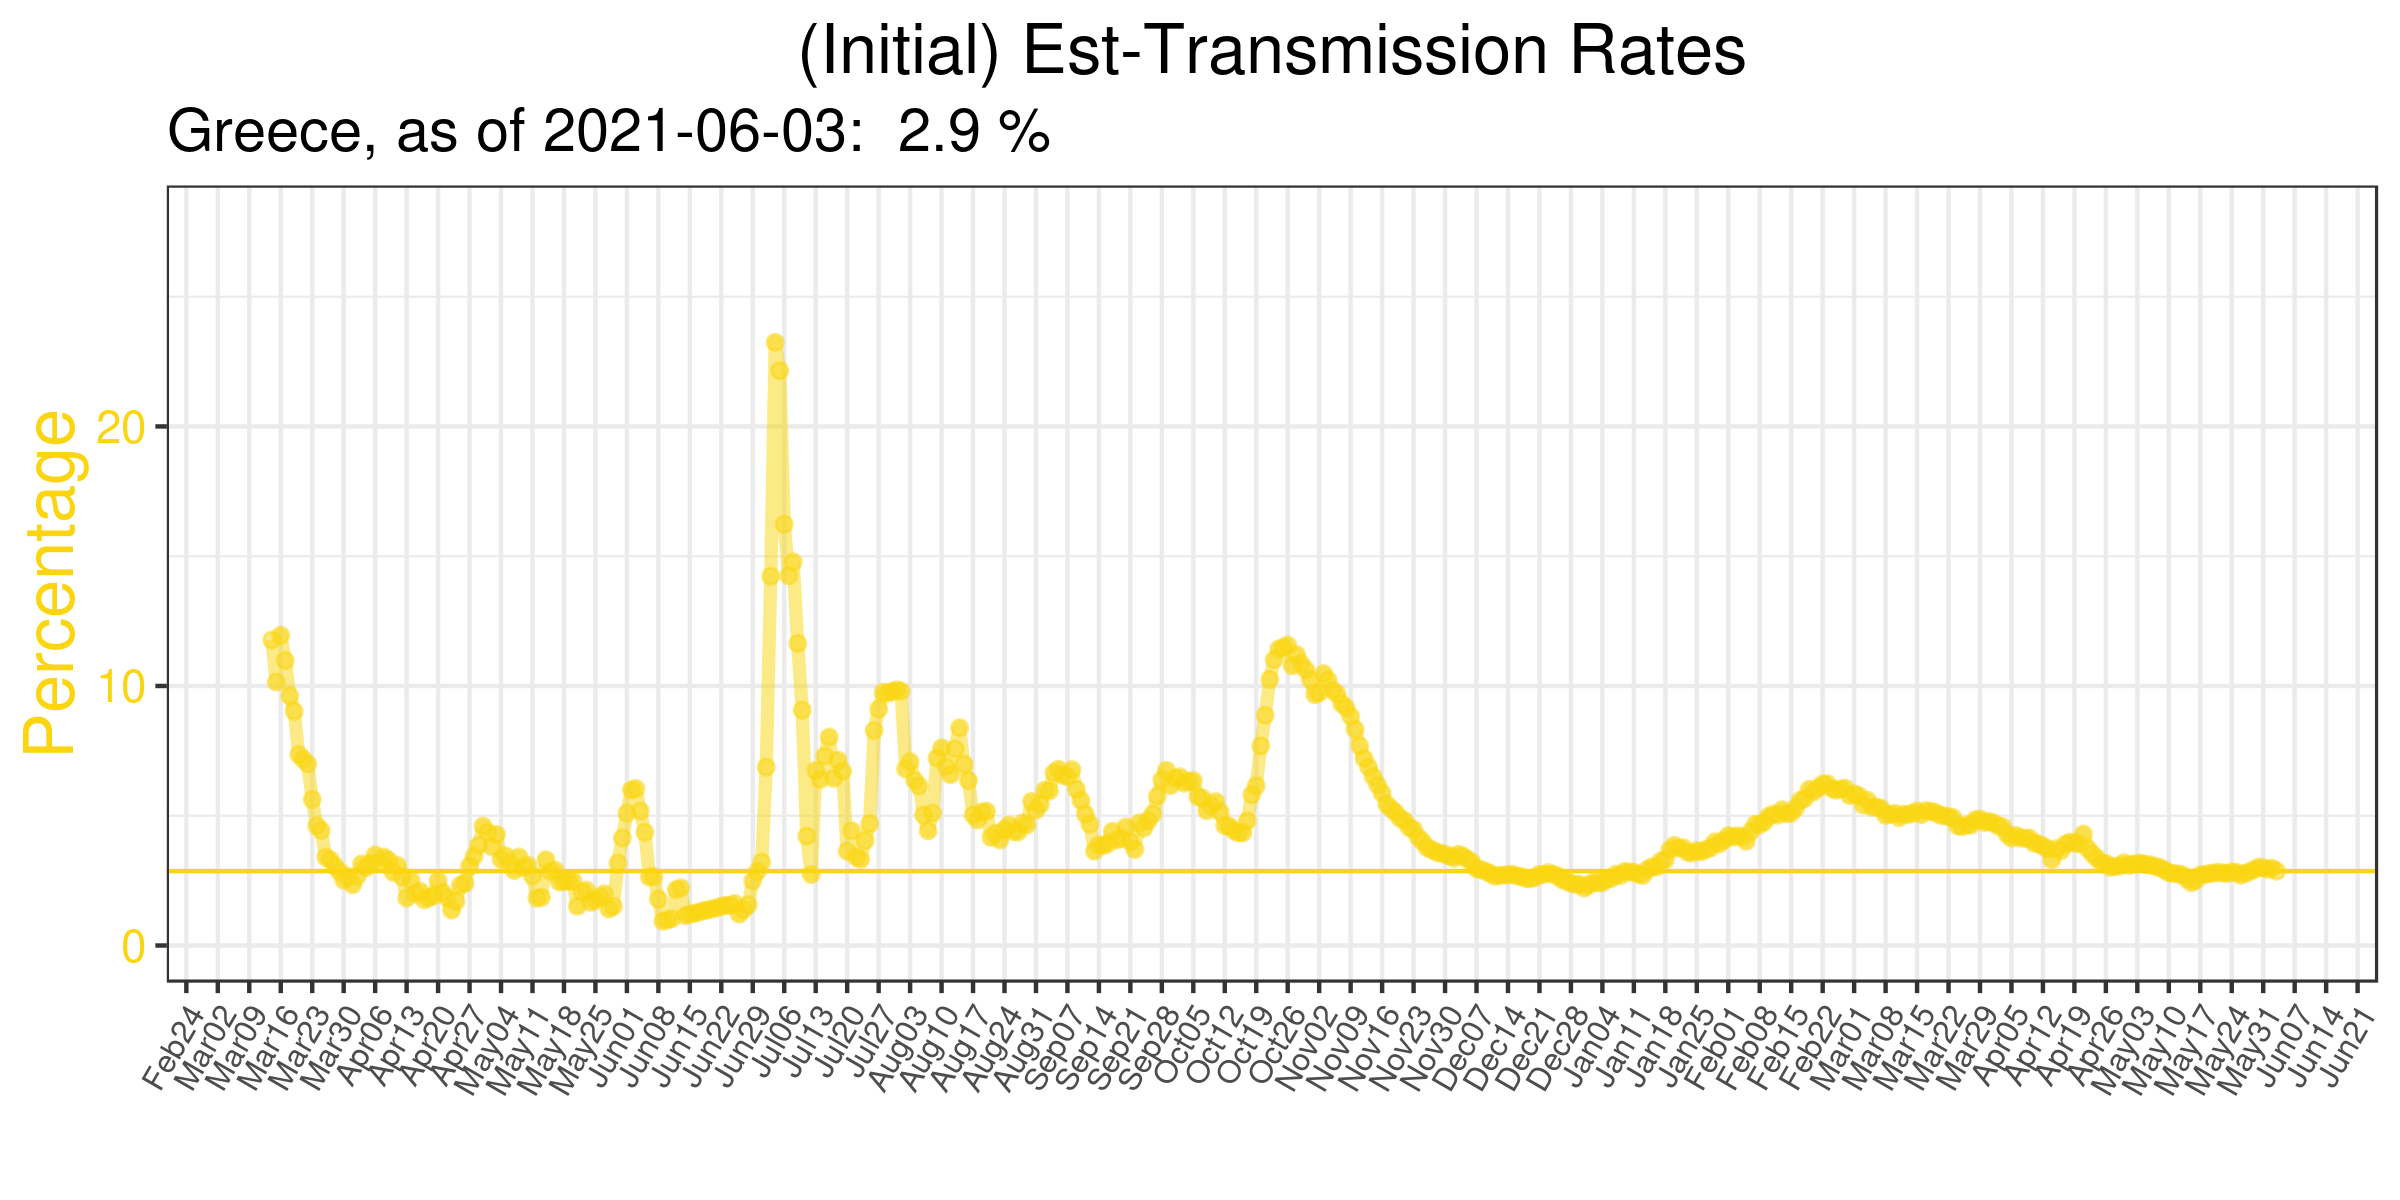 (Initial) Est-Transmission Rates
Greece, as of 2021-06-03:  2.9 %
Percentage
20
10
0
Feb24
Mar02
Mar09
Mar16
Mar23
Mar30
Apr06
Apr13
Apr20
Apr27
May04
May11
May18
May25
Jun01
Jun08
Jun15
Jun22
Jun29
Jul06
Jul13
Jul20
Jul27
Aug03
Aug10
Aug17
Aug24
Aug31
Sep07
Sep14
Sep21
Sep28
Oct05
Oct12
Oct19
Oct26
Nov02
Nov09
Nov16
Nov23
Nov30
Dec07
Dec14
Dec21
Dec28
Jan04
Jan11
Jan18
Jan25
Feb01
Feb08
Feb15
Feb22
Mar01
Mar08
Mar15
Mar22
Mar29
Apr05
Apr12
Apr19
Apr26
May03
May10
May17
May24
May31
Jun07
Jun14
Jun21